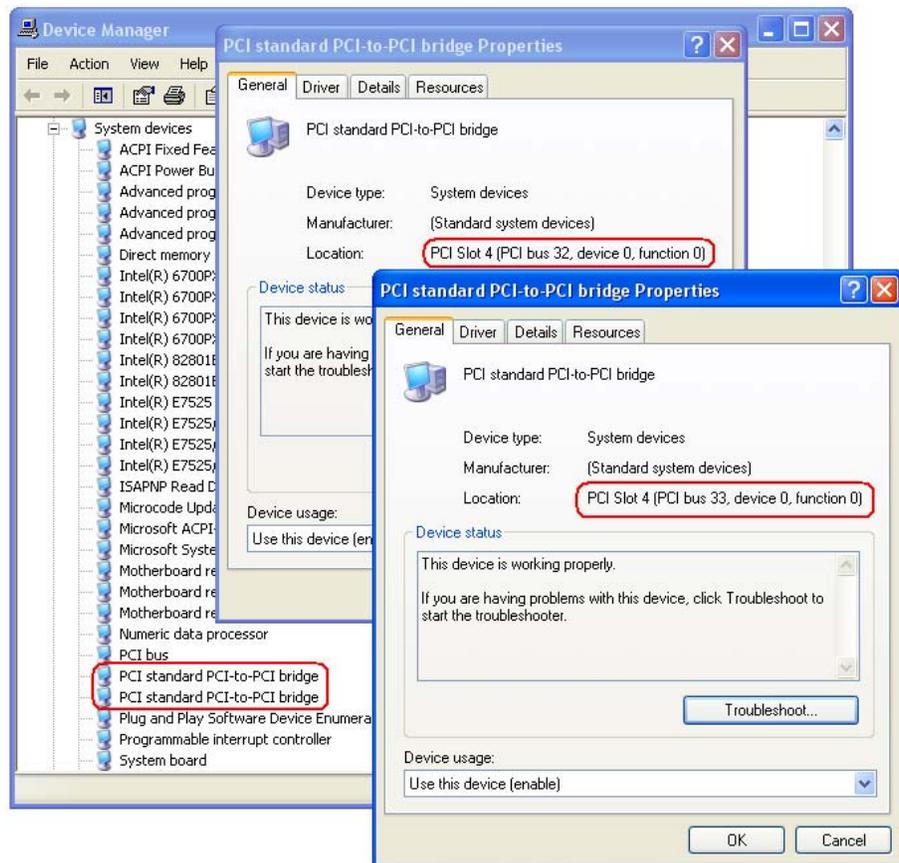 Device Manager
File Action View Help
System devices
ACPI Fixed Fea
ACPI Power Bu
Advanced prog
Advanced prog
Advanced prog
Direct memory
Intel(R) 6700P
Intel(R) 6700P
Intel(R) 6700P
Intel(R) 6700P
Intel(R) 82801
Intel(R) 82801
Intel(R) E7525
Intel(R) E7525
Intel(R) E7525
Intel(R) E7525
ISAPNP Read D
Microcode Upda
Microsoft ACPI-
Microsoft Syste
Motherboard re
Motherboard re
Motherboard re
Numeric data processor
PCI bus
PCI standard PCI-to-PCI bridge
PCI standard PCI-to-PCI bridge
Plug and Play Software Device Enumera
Programmable interrupt controller
System board
PCI standard PCI-to-PCI bridge Properties
General Driver Details Resources
PCI standard PCI-to-PCI bridge
Device type: System devices
Manufacturer: (Standard system devices)
Location: PCI Slot 4 (PCI bus 32, device 0, function 0)
Device status
This device is wo
If you are having
start the troublesh
Device usage:
Use this device (en
PCI standard PCI-to-PCI bridge Properties
General Driver Details Resources
PCI standard PCI-to-PCI bridge
Device type: System devices
Manufacturer: (Standard system devices)
Location: PCI Slot 4 (PCI bus 33, device 0, function 0)
Device status
This device is working properly.
If you are having problems with this device, click Troubleshoot to
start the troubleshooter.
Troubleshoot...
Device usage:
Use this device (enable)
OK Cancel